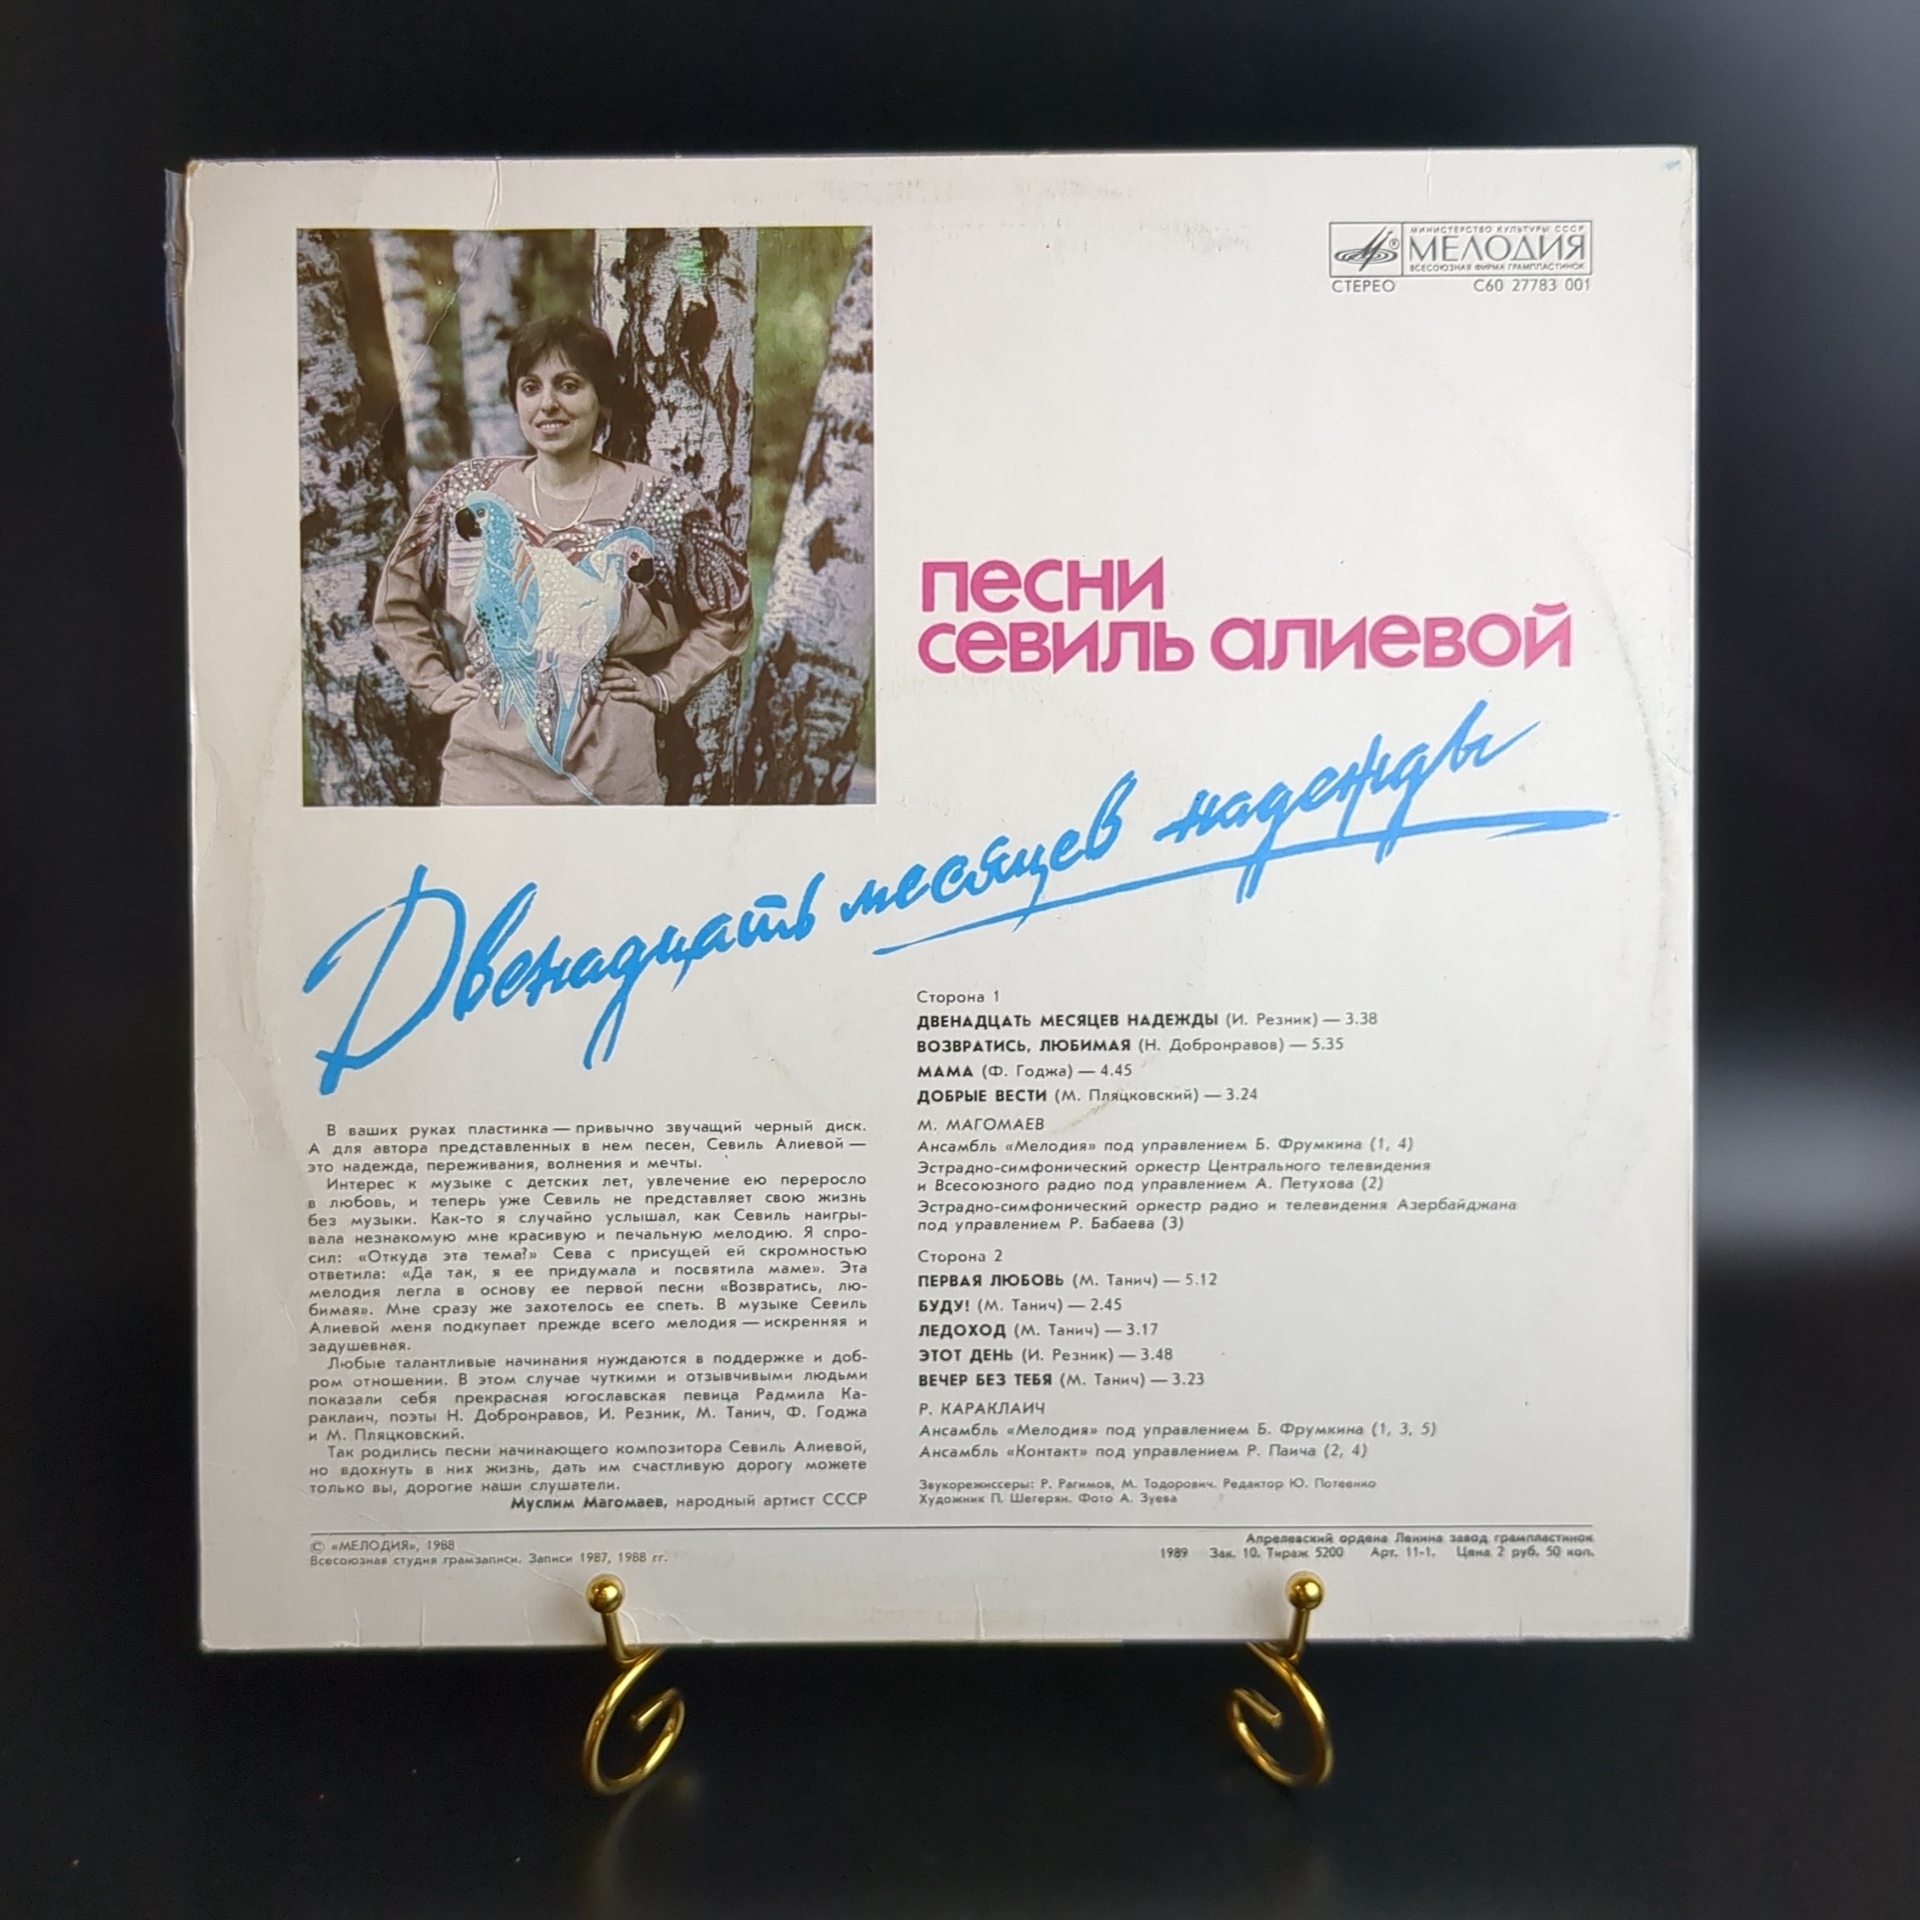 МИНИСТЕРСТВО КУЛЬТУРЫ СССР
МЕЛОДИЯ
ВСЕСОЮЗНАЯ ФИРМА ГРАМПЛАСТИНОК
СТЕРЕО С60 27783 001
песни
севиль алиевой
Двенадцать месяцев надежды
В ваших руках пластинка — привычно звучащий черный диск.
А для автора представленных в нем песен, Севиль Алиевой —
это надежда, переживания, волнения и мечты.
Интерес к музыке с детских лет, увлечение ею переросло
в любовь, и теперь уже Севиль не представляет свою жизнь
без музыки. Как-то я случайно услышал, как Севиль наигры-
вала незнакомую мне красивую и печальную мелодию. Я спро-
сил: «Откуда эта тема?» Сева с присущей ей скромностью
ответила: «Да так, я ее придумала и посвятила маме». Эта
мелодия легла в основу ее первой песни «Возвратись, лю-
бимая». Мне сразу же захотелось ее спеть. В музыке Севиль
Алиевой меня подкупает прежде всего мелодия — искренняя и
задушевная.
Любые талантливые начинания нуждаются в поддержке и доб-
ром отношении. В этом случае чуткими и отзывчивыми людьми
показали себя прекрасная югославская певица Радмила Ка-
раклаич, поэты Н. Добронравов, И. Резник, М. Танич, Ф. Годжа
и М. Пляцковский.
Так родились песни начинающего композитора Севиль Алиевой,
но вдохнуть в них жизнь, дать им счастливую дорогу можете
только вы, дорогие наши слушатели.
Муслим Магомаев, народный артист СССР
Сторона 1
ДВЕНАДЦАТЬ МЕСЯЦЕВ НАДЕЖДЫ (И. Резник) — 3.38
ВОЗВРАТИСЬ, ЛЮБИМАЯ (Н. Добронравов) — 5.35
МАМА (Ф. Годжа) — 4.45
ДОБРЫЕ ВЕСТИ (М. Пляцковский) — 3.24
М. МАГОМАЕВ
Ансамбль «Мелодия» под управлением Б. Фрумкина (1, 4)
Эстрадно-симфонический оркестр Центрального телевидения
и Всесоюзного радио под управлением А. Петухова (2)
Эстрадно-симфонический оркестр радио и телевидения Азербайджана
под управлением Р. Бабаева (3)
Сторона 2
ПЕРВАЯ ЛЮБОВЬ (М. Танич) — 5.12
БУДУ! (М. Танич) — 2.45
ЛЕДОХОД (М. Танич) — 3.17
ЭТОТ ДЕНЬ (И. Резник) — 3.48
ВЕЧЕР БЕЗ ТЕБЯ (М. Танич) — 3.23
Р. КАРАКЛАИЧ
Ансамбль «Мелодия» под управлением Б. Фрумкина (1, 3, 5)
Ансамбль «Контакт» под управлением Р. Паича (2, 4)
Звукорежиссеры: Р. Рагимов, М. Тодорович. Редактор Ю. Потеенко
Художник П. Шегерян. Фото А. Зуева
© «МЕЛОДИЯ», 1988
Всесоюзная студия грамзаписи. Записи 1987, 1988 гг.
Апрелевский ордена Ленина завод грампластинок
1989 Зак. 10. Тираж 5200 Арт. 11-1. Цена 2 руб. 50 коп.